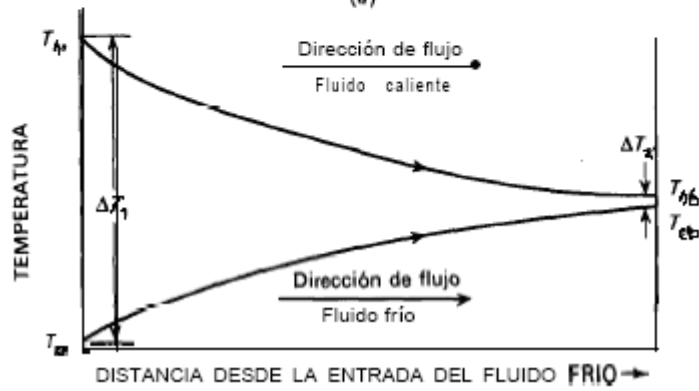 Dirección de flujo
Fluido caliente
TEMPERATURA
ΔT₁
ΔT₂
Dirección de flujo
Fluido frío
DISTANCIA DESDE LA ENTRADA DEL FLUIDO FRIO